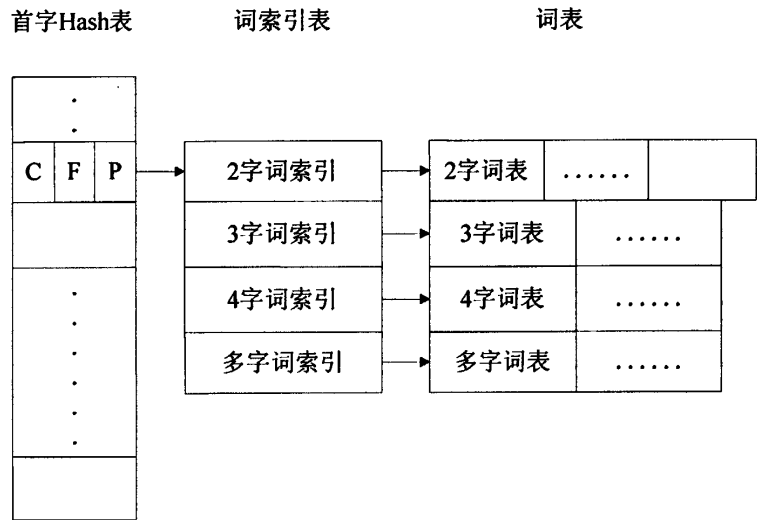 首字Hash表 词索引表 词表
C F P 2字词索引 2字词表 ......
3字词索引 3字词表 ......
4字词索引 4字词表 ......
多字词索引 多字词表 ......